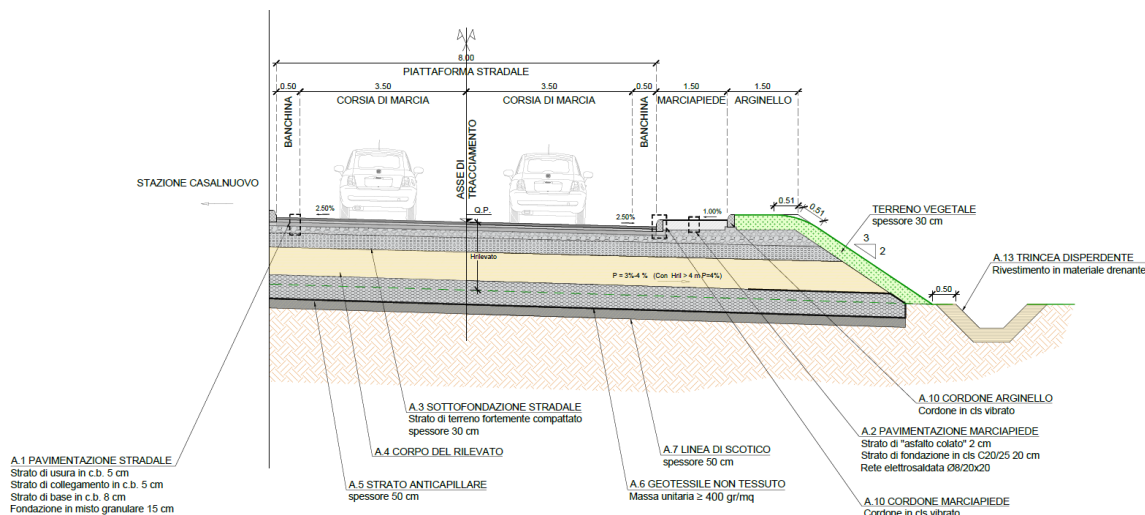 8.00
PIATTAFORMA STRADALE
0.50
3.50
3.50
0.50
1.50
1.50
BANCHINA
CORSIA DI MARCIA
CORSIA DI MARCIA
BANCHINA
MARCIAPIEDE
ARGINELLO
ASSE DI
TRACCIAMENTO
STAZIONE CASALNUOVO
2.50%
Q.P.
2.50%
1.00%
0.51
0.51
TERRENO VEGETALE
spessore 30 cm
3
2
Hrilevato
P = 3%-4 % (Con Hril > 4 m P=4%)
A.13 TRINCEA DISPERDENTE
Rivestimento in materiale drenante
0.50
A.3 SOTTOFONDAZIONE STRADALE
Strato di terreno fortemente compattato
spessore 30 cm
A.10 CORDONE ARGINELLO
Cordone in cls vibrato
A.4 CORPO DEL RILEVATO
A.7 LINEA DI SCOTICO
spessore 50 cm
A.2 PAVIMENTAZIONE MARCIAPIEDE
Strato di "asfalto colato" 2 cm
Strato di fondazione in cls C20/25 20 cm
Rete elettrosaldata Ø8/20x20
A.1 PAVIMENTAZIONE STRADALE
Strato di usura in c.b. 5 cm
Strato di collegamento in c.b. 5 cm
Strato di base in c.b. 8 cm
Fondazione in misto granulare 15 cm
A.5 STRATO ANTICAPILLARE
spessore 50 cm
A.6 GEOTESSILE NON TESSUTO
Massa unitaria ≥ 400 gr/mq
A.10 CORDONE MARCIAPIEDE
Cordone in cls vibrato